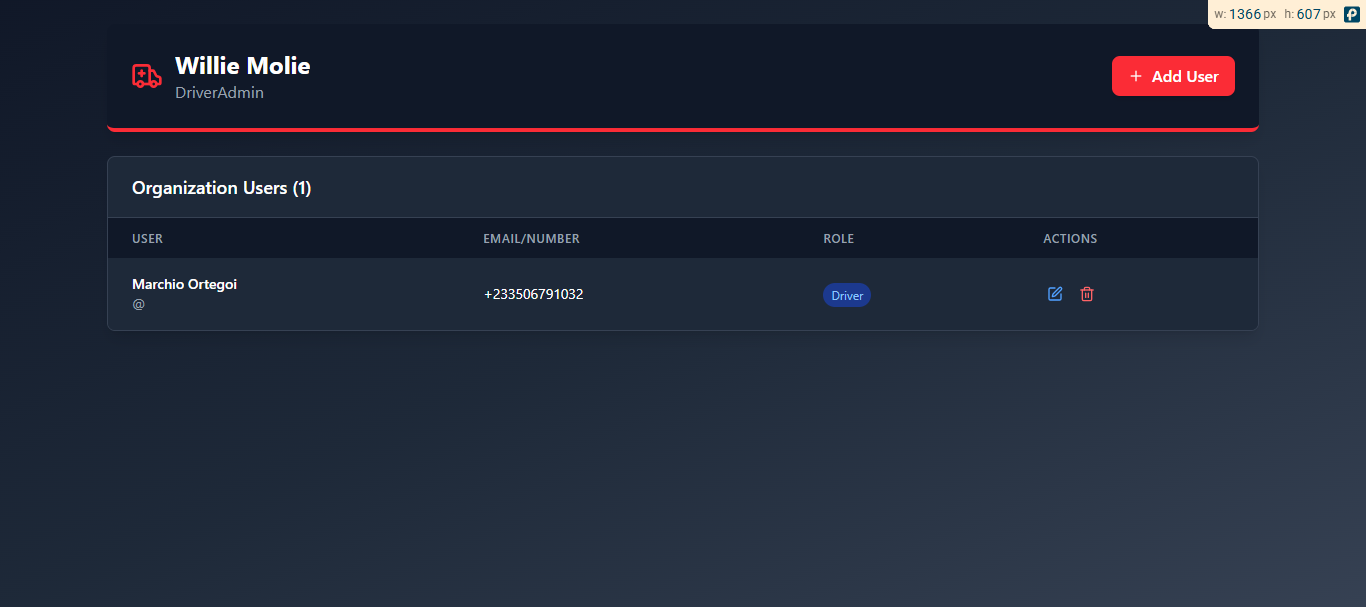 w: 1366 px h: 607 px
Willie Molie
DriverAdmin
+ Add User
Organization Users (1)
USER EMAIL/NUMBER ROLE ACTIONS
Marchio Ortegoi
@
+233506791032
Driver